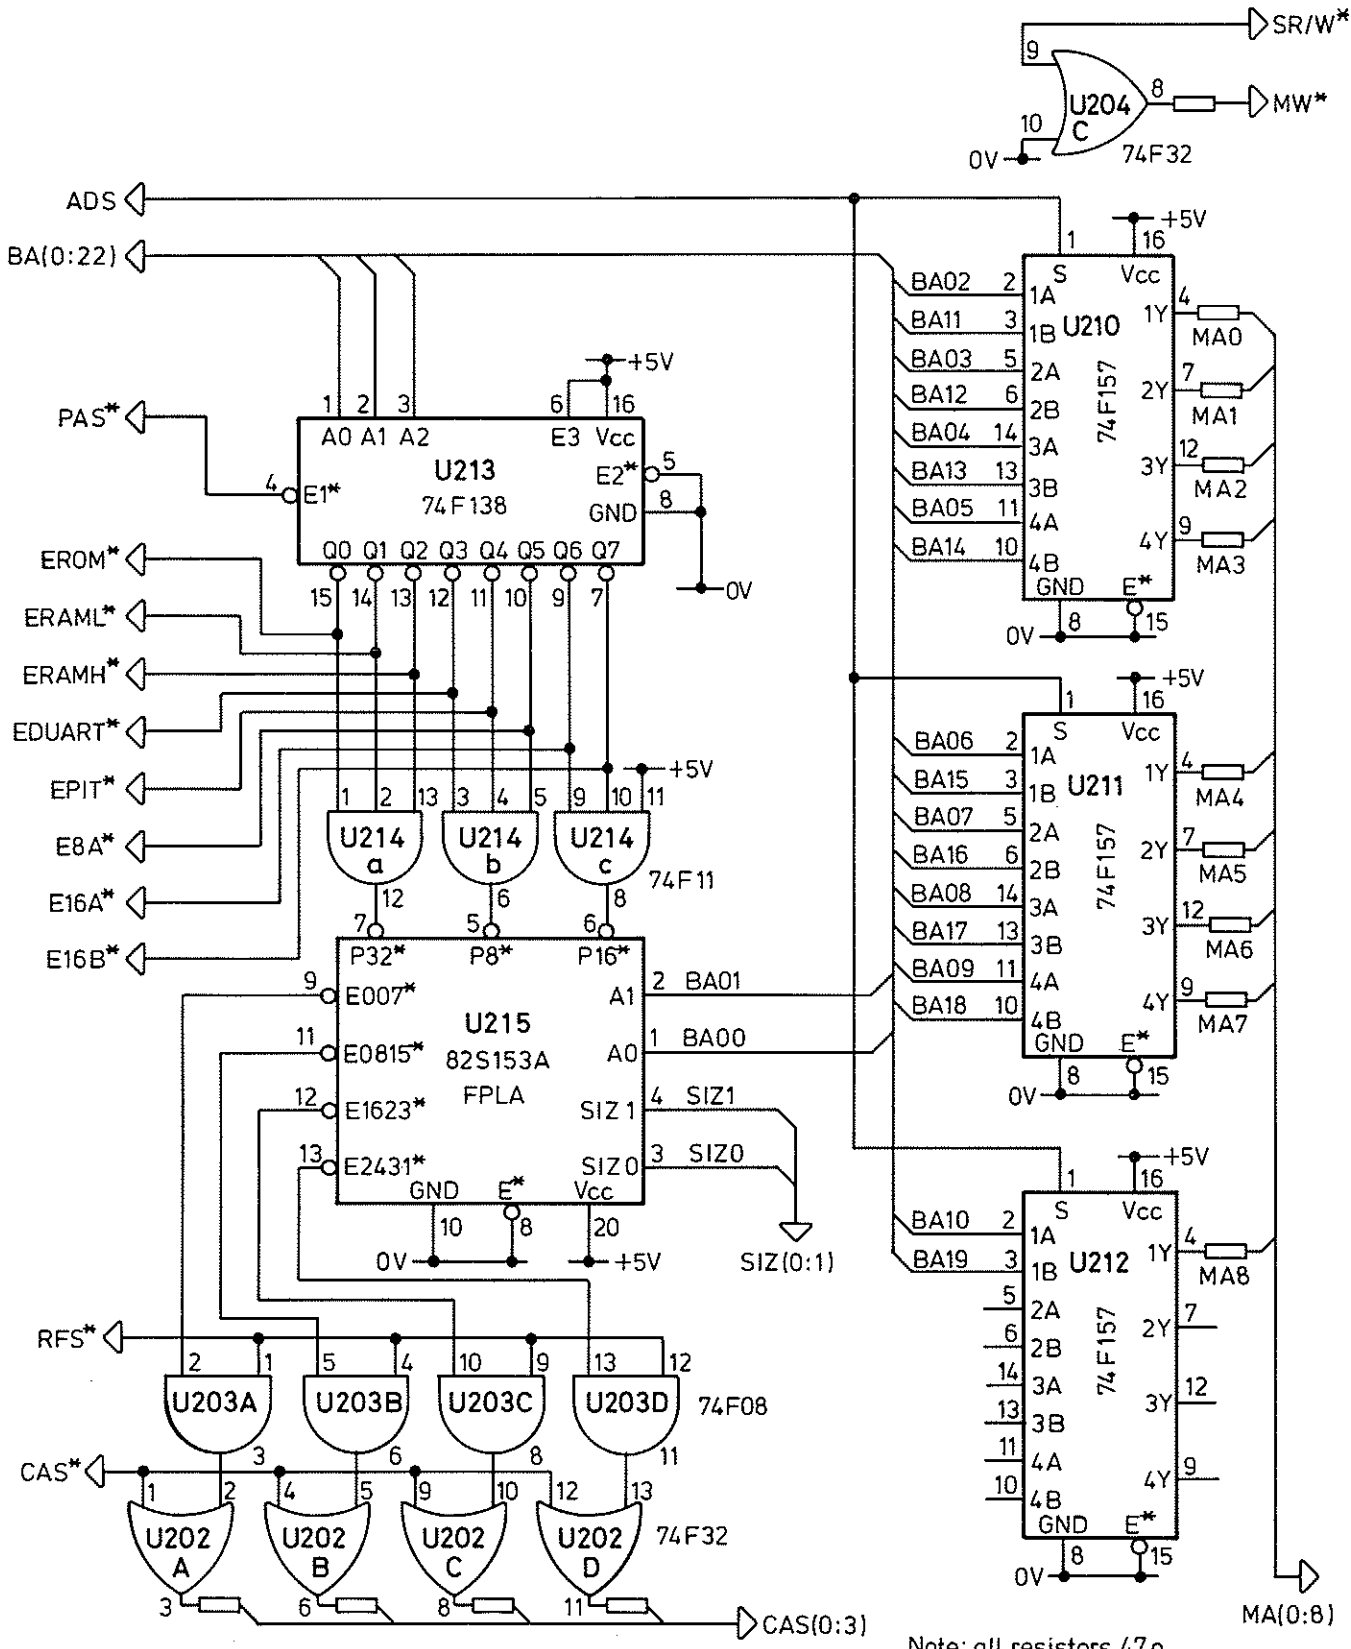 SR/W*
9
8
MW*
U204
C
10
0V
74F32
ADS
+5V
BA(0:22)
1
16
S
Vcc
BA02 2 1A
U210
74F157
1Y 4
MA0
BA11 3 1B
BA03 5 2A
2Y 7
MA1
BA12 6 2B
BA04 14 3A
3Y 12
MA2
BA13 13 3B
BA05 11 4A
4Y 9
MA3
BA14 10 4B
GND E*
8 15
0V
+5V
PAS*
1 2 3 6 16
A0 A1 A2 E3 Vcc
4 E1*
U213
74F138
E2* 5
GND 8
0V
Q0 Q1 Q2 Q3 Q4 Q5 Q6 Q7
15 14 13 12 11 10 9 7
EROM*
ERAML*
ERAMH*
EDUART*
EPIT*
E8A*
E16A*
E16B*
+5V
1 2 13 3 4 5 9 10 11
U214 U214 U214
a b c
74F11
12 6 8
7 5 6
P32* P8* P16*
9 E007*
A1 2 BA01
U215
11 E0815*
82S153A
A0 1 BA00
FPLA
12 E1623*
SIZ1 4 SIZ1
13 E2431*
SIZ0 3 SIZ0
GND E* Vcc
10 8 20
0V
+5V
SIZ(0:1)
+5V
1 16
S Vcc
BA06 2 1A
U211
74F157
1Y 4
MA4
BA15 3 1B
BA07 5 2A
2Y 7
MA5
BA16 6 2B
BA08 14 3A
3Y 12
MA6
BA17 13 3B
BA09 11 4A
4Y 9
MA7
BA18 10 4B
GND E*
8 15
0V
+5V
1 16
S Vcc
BA10 2 1A
U212
74F157
1Y 4
MA8
BA19 3 1B
5 2A
2Y 7
6 2B
14 3A
3Y 12
13 3B
11 4A
4Y 9
10 4B
GND E*
8 15
0V
MA(0:8)
RFS*
2 1 5 4 10 9 13 12
U203A U203B U203C U203D
74F08
3 6 8 11
CAS*
1 2 4 5 9 10 12 13
U202 U202 U202 U202
A B C D
74F32
3 6 8 11
CAS(0:3)
Note: all resistors 47